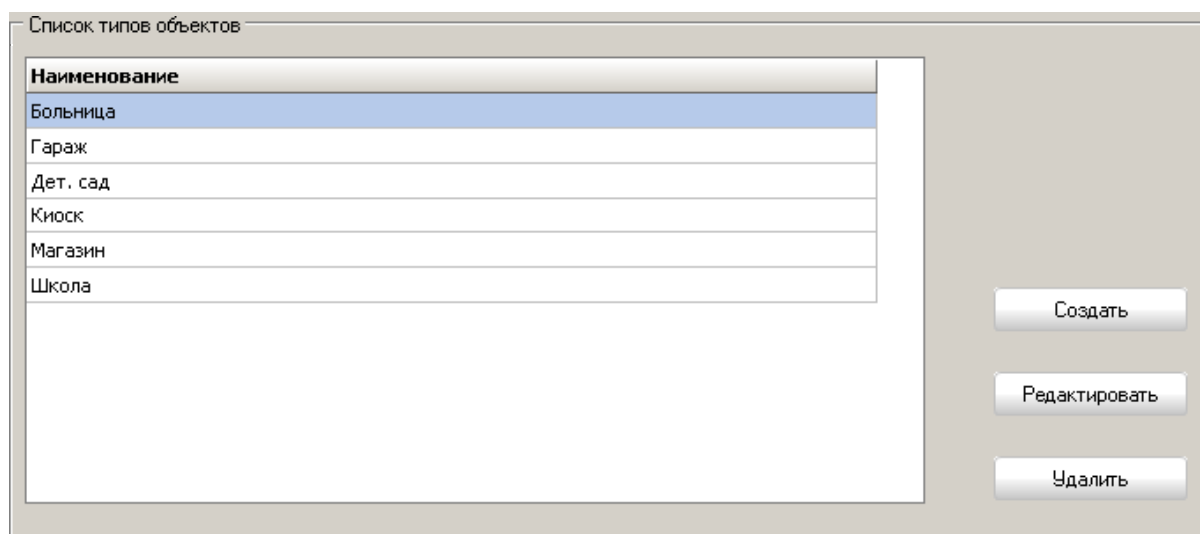 Список типов объектов
Наименование
Больница
Гараж
Дет. сад
Киоск
Магазин
Школа
Создать
Редактировать
Удалить